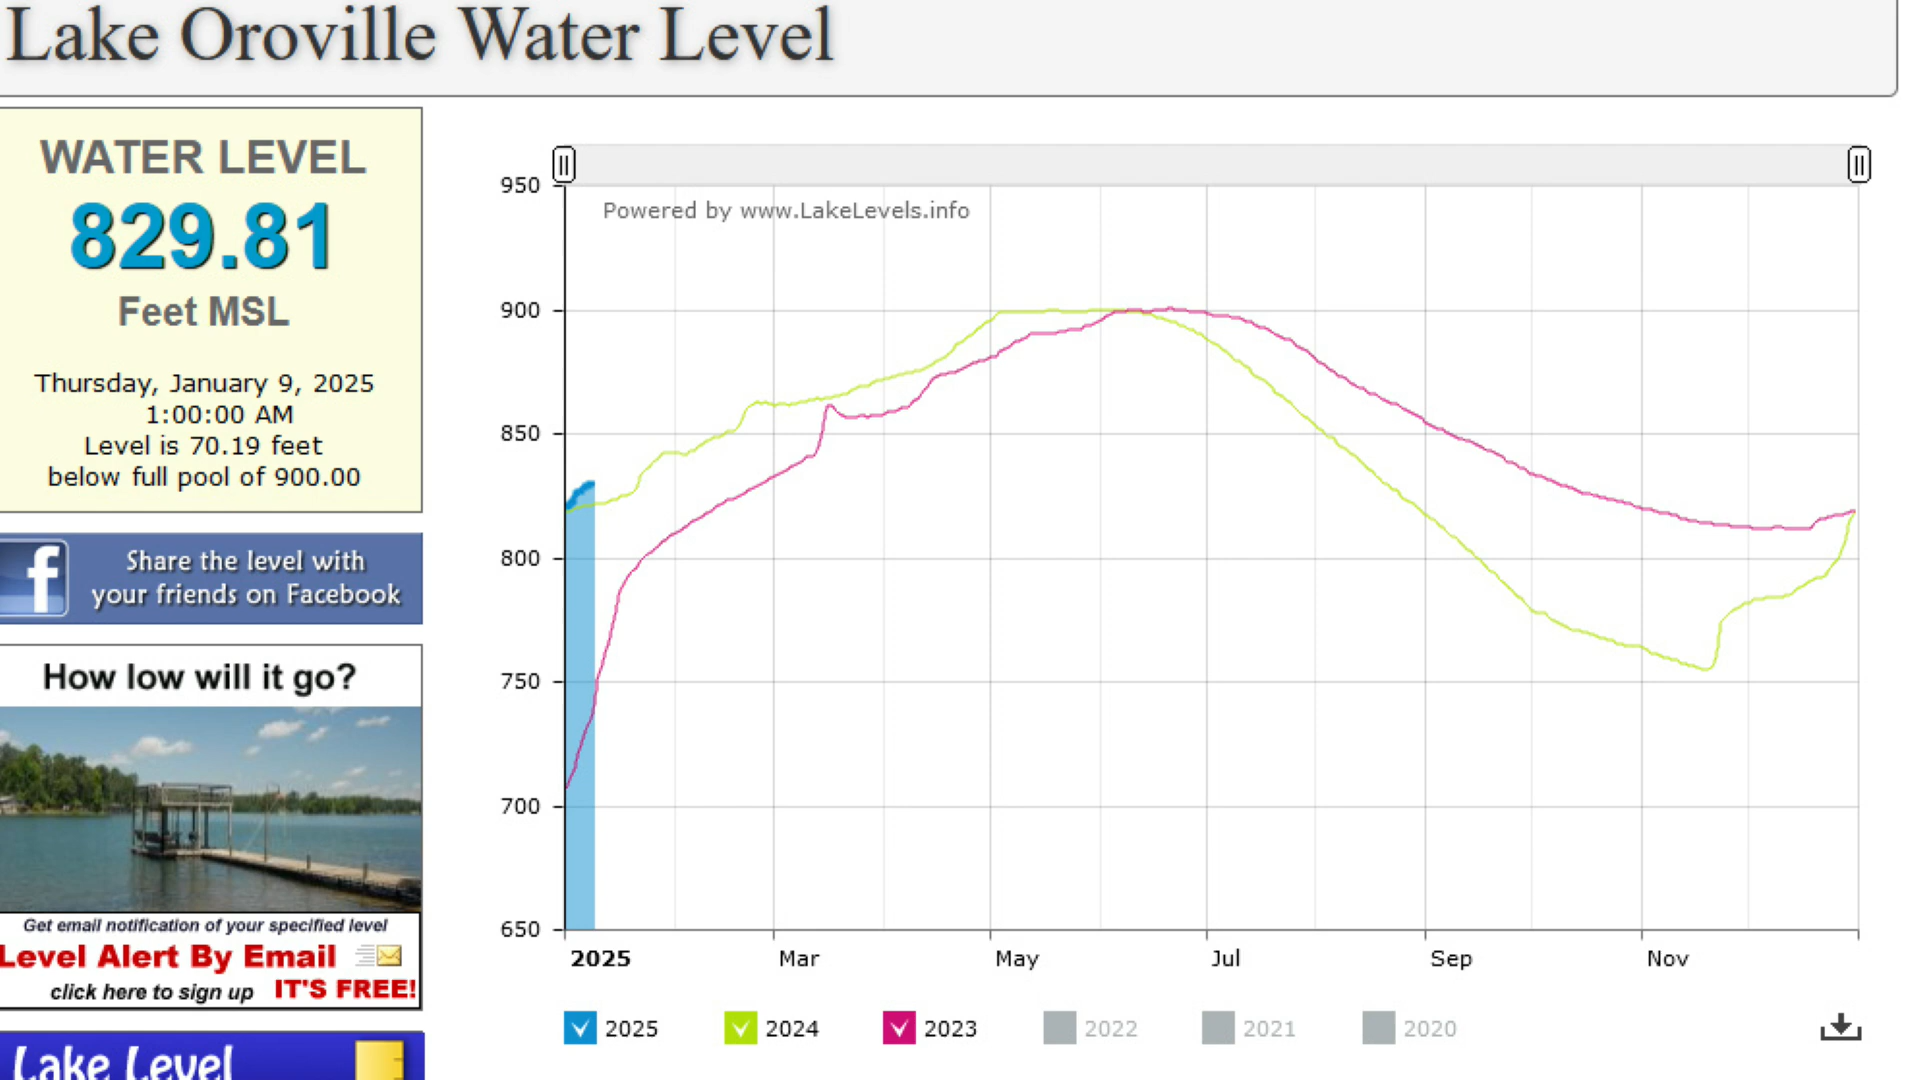 Lake Oroville Water Level
WATER LEVEL
829.81
Feet MSL
Thursday, January 9, 2025
1:00:00 AM
Level is 70.19 feet
below full pool of 900.00
f Share the level with
your friends on Facebook
How low will it go?
Get email notification of your specified level
Level Alert By Email
click here to sign up IT'S FREE!
Lake Level
Powered by www.LakeLevels.info
950
900
850
800
750
700
650
2025 Mar May Jul Sep Nov
2025 2024 2023 2022 2021 2020